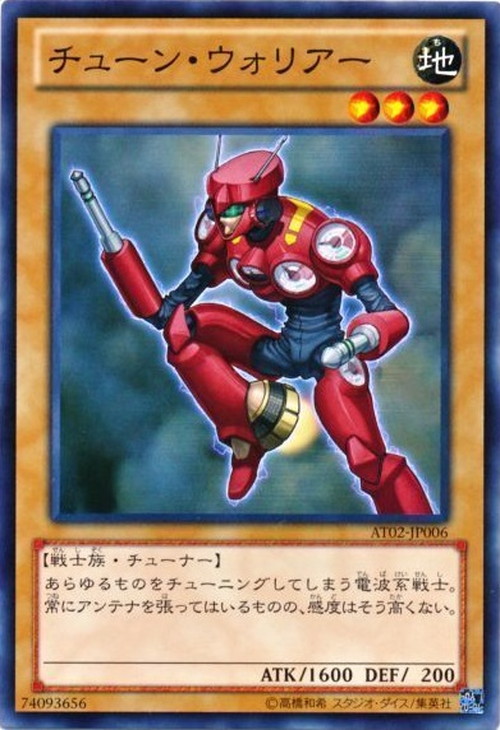 チューン・ウォリアー
地
AT02-JP006
【戦士族・チューナー】
あらゆるものをチューニングしてしまう電波系戦士。
常にアンテナを張ってはいるものの、感度はそう高くない。
ATK/1600 DEF/ 200
74093656 ©高橋和希 スタジオ・ダイス/集英社